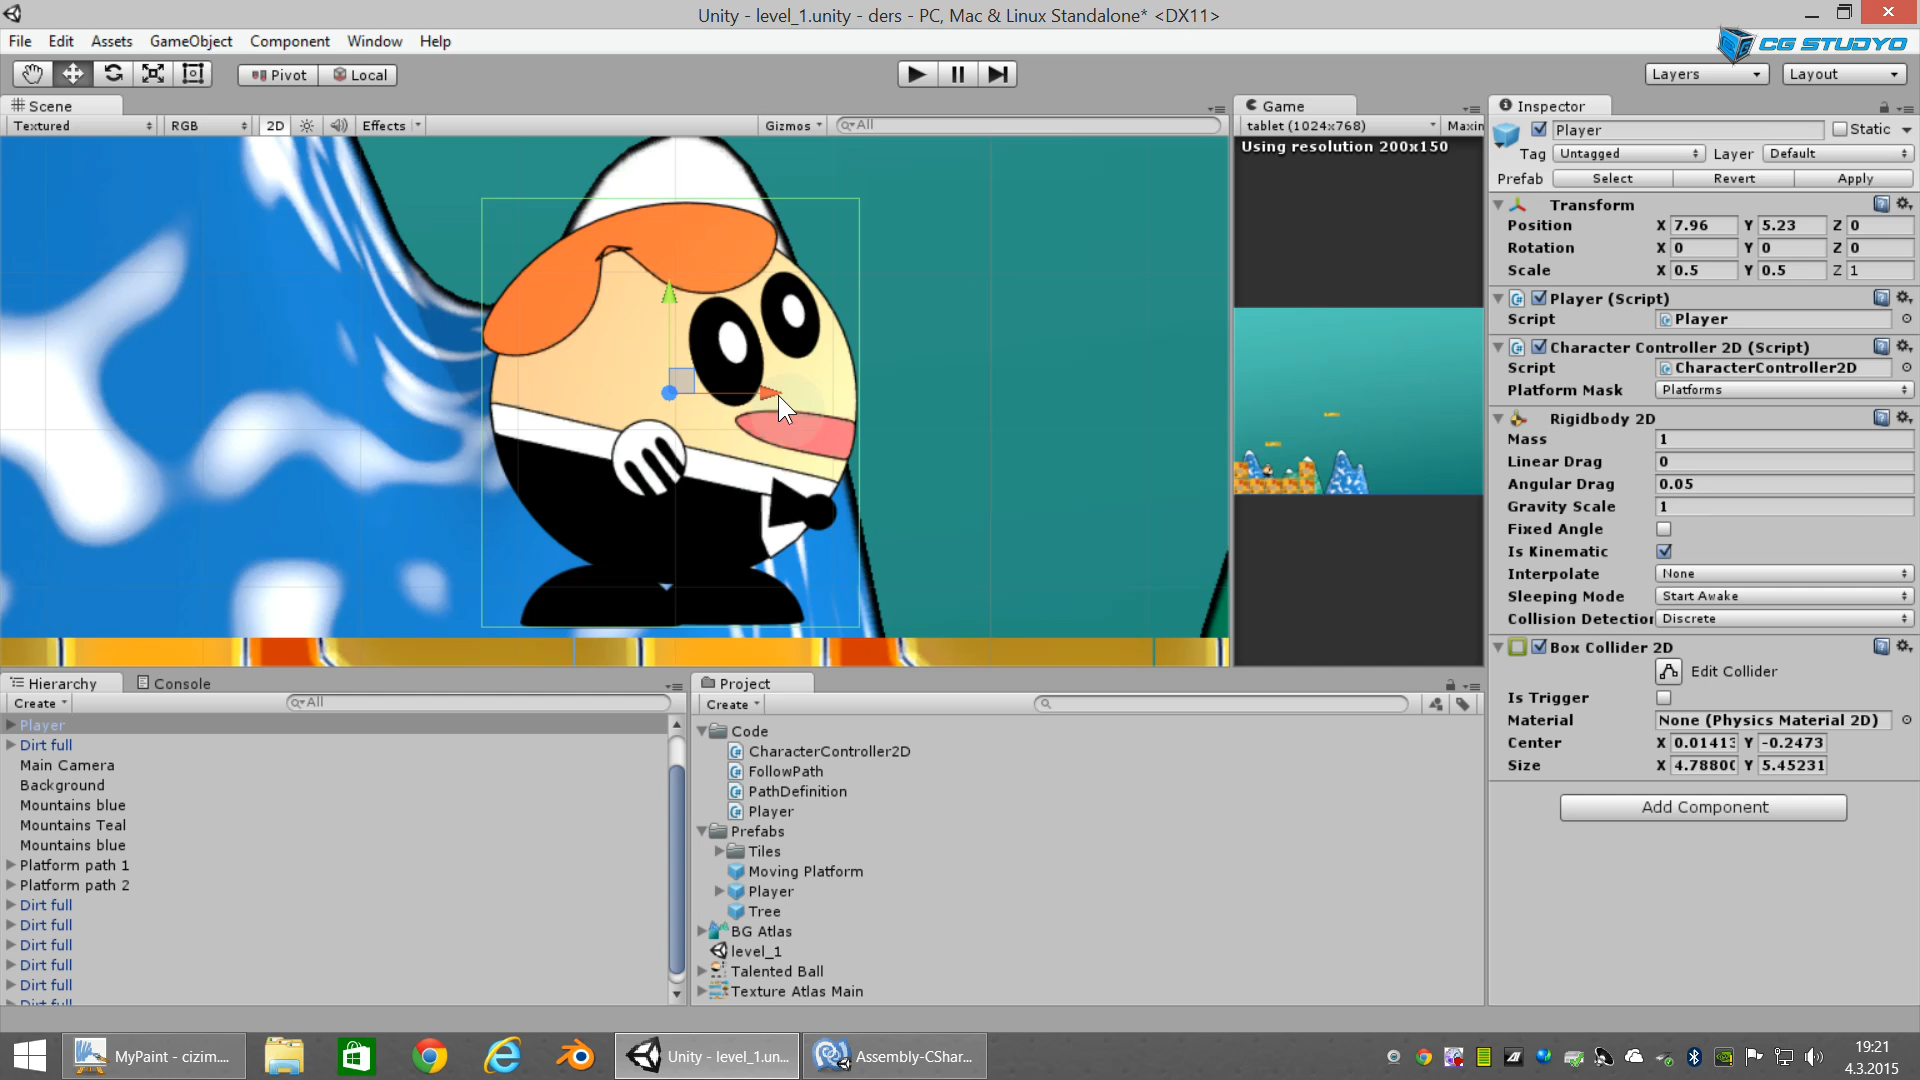 Unity - level_1.unity - ders - PC, Mac & Linux Standalone* <DX11>
File Edit Assets GameObject Component Window Help
CG STUDYO
Pivot Local
Layers Layout
Scene
Textured RGB 2D Effects Gizmos All
Game
tablet (1024x768) Maxin
Using resolution 200x150
Inspector
Player Static
Tag Untagged Layer Default
Prefab Select Revert Apply
Transform
Position X 7.96 Y 5.23 Z 0
Rotation X 0 Y 0 Z 0
Scale X 0.5 Y 0.5 Z 1
Player (Script)
Script Player
Character Controller 2D (Script)
Script CharacterController2D
Platform Mask Platforms
Rigidbody 2D
Mass 1
Linear Drag 0
Angular Drag 0.05
Gravity Scale 1
Fixed Angle
Is Kinematic
Interpolate None
Sleeping Mode Start Awake
Collision Detection Discrete
Box Collider 2D
Edit Collider
Is Trigger
Material None (Physics Material 2D)
Center X 0.01413 Y -0.2473
Size X 4.78800 Y 5.45231
Add Component
Hierarchy Console
Create All
Player
Dirt full
Main Camera
Background
Mountains blue
Mountains Teal
Mountains blue
Platform path 1
Platform path 2
Dirt full
Dirt full
Dirt full
Dirt full
Dirt full
Dirt full
Project
Create
Code
CharacterController2D
FollowPath
PathDefinition
Player
Prefabs
Tiles
Moving Platform
Player
Tree
BG Atlas
level_1
Talented Ball
Texture Atlas Main
MyPaint - cizim....
Unity - level_1.un...
Assembly-CShar...
19:21
4.3.2015